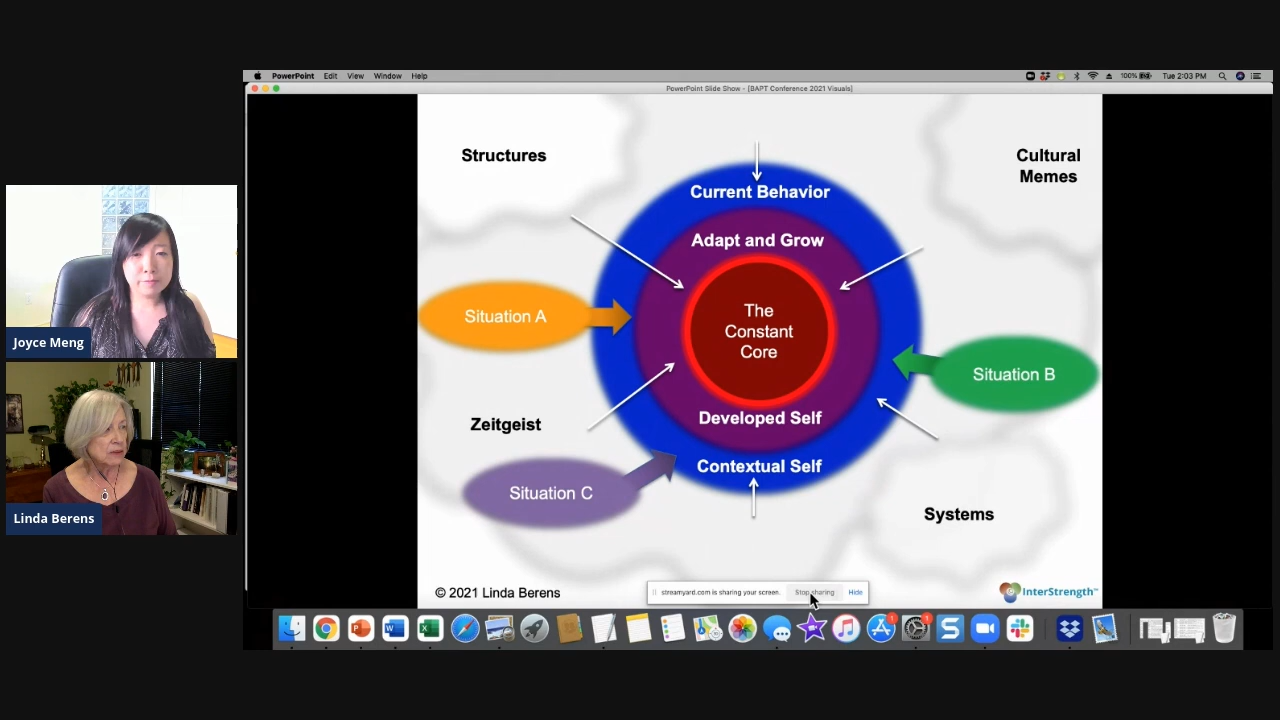 PowerPoint Edit View Window Help 100% Tue 2:03 PM
PowerPoint Slide Show - [BAPT Conference 2021 Visuals]
Structures
Cultural
Memes
Current Behavior
Adapt and Grow
The
Constant
Core
Situation A
Situation B
Developed Self
Zeitgeist
Contextual Self
Situation C
Systems
© 2021 Linda Berens
streamyard.com is sharing your screen. Stop sharing Hide
InterStrength™
Joyce Meng
Linda Berens